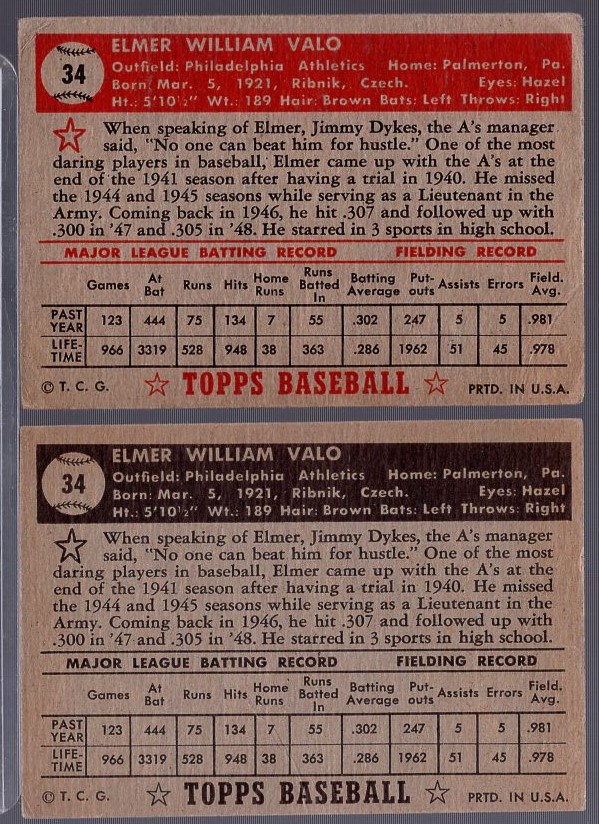 ELMER WILLIAM VALO
34
Outfield: Philadelphia Athletics Home: Palmerton, Pa.
Born: Mar. 5, 1921, Ribnik, Czech. Eyes: Hazel
Ht.: 5'10½" Wt.: 189 Hair: Brown Bats: Left Throws: Right
When speaking of Elmer, Jimmy Dykes, the A's manager
said, "No one can beat him for hustle." One of the most
daring players in baseball, Elmer came up with the A's at the
end of the 1941 season after having a trial in 1940. He missed
the 1944 and 1945 seasons while serving as a Lieutenant in the
Army. Coming back in 1946, he hit .307 and followed up with
.300 in '47 and .305 in '48. He starred in 3 sports in high school.
MAJOR LEAGUE BATTING RECORD FIELDING RECORD
Games At Bat Runs Hits Home Runs Runs Batted In Batting Average Put-outs Assists Errors Field. Avg.
PAST YEAR 123 444 75 134 7 55 .302 247 5 5 .981
LIFE-TIME 966 3319 528 948 38 363 .286 1962 51 45 .978
© T. C. G. TOPPS BASEBALL PRTD. IN U.S.A.
ELMER WILLIAM VALO
34
Outfield: Philadelphia Athletics Home: Palmerton, Pa.
Born: Mar. 5, 1921, Ribnik, Czech. Eyes: Hazel
Ht.: 5'10½" Wt.: 189 Hair: Brown Bats: Left Throws: Right
When speaking of Elmer, Jimmy Dykes, the A's manager
said, "No one can beat him for hustle." One of the most
daring players in baseball, Elmer came up with the A's at the
end of the 1941 season after having a trial in 1940. He missed
the 1944 and 1945 seasons while serving as a Lieutenant in the
Army. Coming back in 1946, he hit .307 and followed up with
.300 in '47 and .305 in '48. He starred in 3 sports in high school.
MAJOR LEAGUE BATTING RECORD FIELDING RECORD
Games At Bat Runs Hits Home Runs Runs Batted In Batting Average Put-outs Assists Errors Field. Avg.
PAST YEAR 123 444 75 134 7 55 .302 247 5 5 .981
LIFE-TIME 966 3319 528 948 38 363 .286 1962 51 45 .978
© T. C. G. TOPPS BASEBALL PRTD. IN U.S.A.